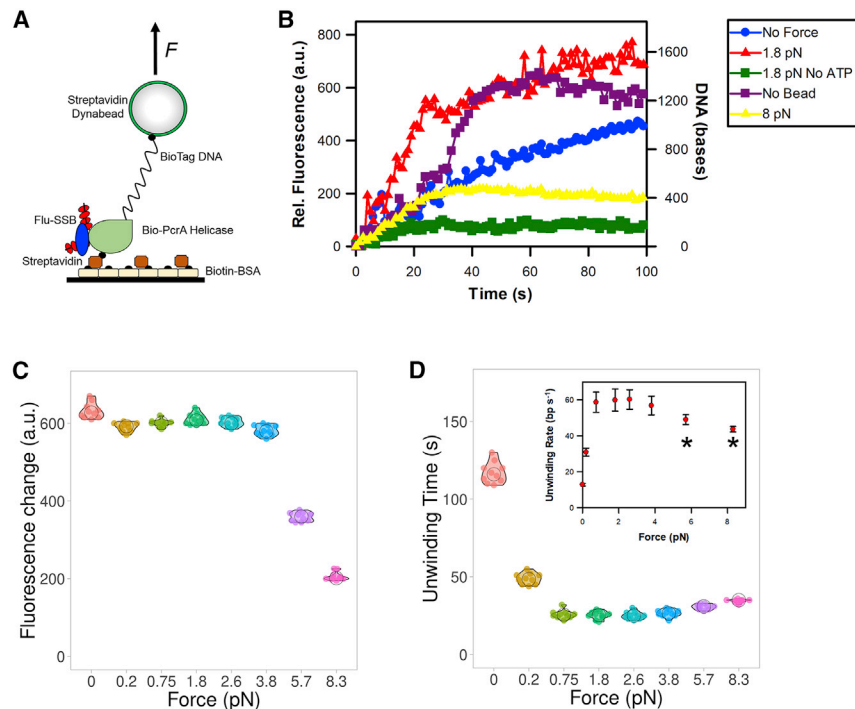 A
F
Streptavidin
Dynabead
BioTag DNA
Flu-SSB
Bio-PcrA Helicase
Streptavidin
Biotin-BSA
B
Rel. Fluorescence (a.u.)
800
600
400
200
0
0 20 40 60 80 100
Time (s)
1600
1200
800
400
0
DNA (bases)
No Force
1.8 pN
1.8 pN No ATP
No Bead
8 pN
C
Fluorescence change (a.u.)
600
400
200
0
0 0.2 0.75 1.8 2.6 3.8 5.7 8.3
Force (pN)
D
Unwinding Time (s)
150
100
50
0
0 0.2 0.75 1.8 2.6 3.8 5.7 8.3
Force (pN)
Unwinding Rate (bp s⁻¹)
60
40
20
0
* *
0 2 4 6 8
Force (pN)